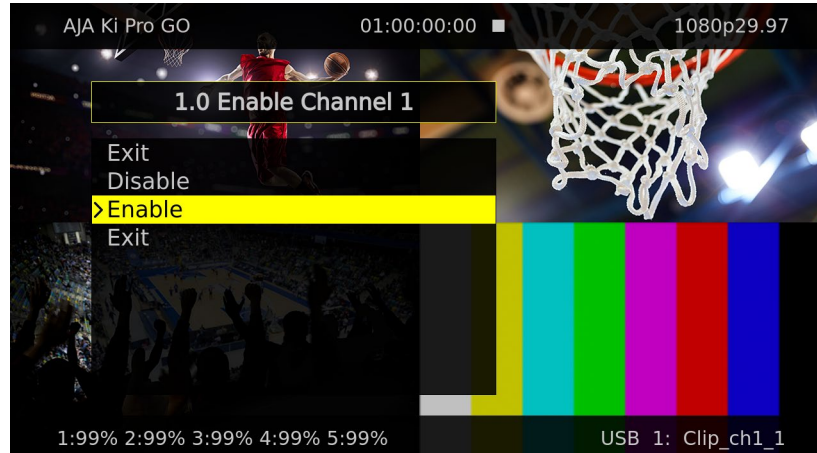 AJA Ki Pro GO 01:00:00:00 1080p29.97
1.0 Enable Channel 1
Exit
Disable
>Enable
Exit
1:99% 2:99% 3:99% 4:99% 5:99% USB 1: Clip_ch1_1